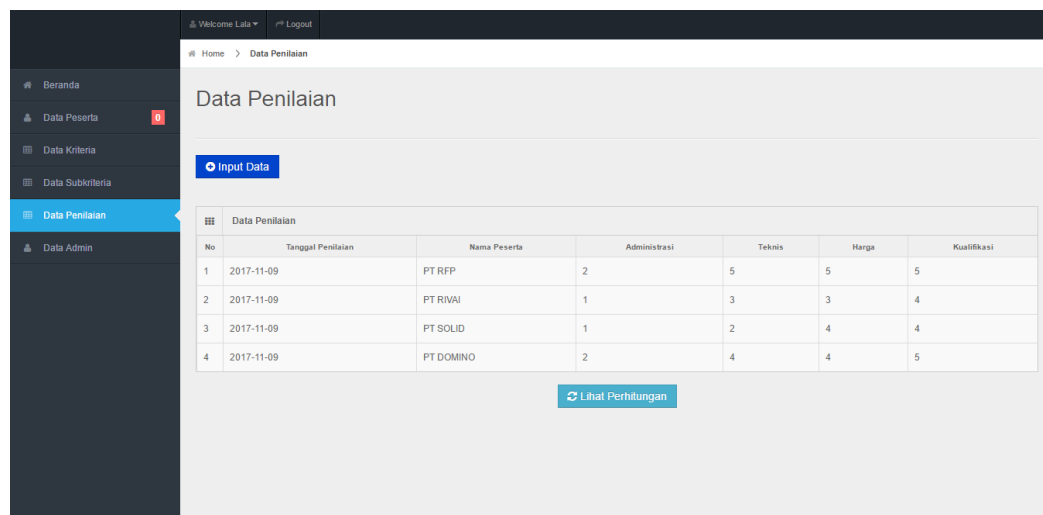 Welcome Lala Logout
Home > Data Penilaian
Beranda
Data Peserta 0
Data Kriteria
Data Subkriteria
Data Penilaian
Data Admin
Data Penilaian
Input Data
Data Penilaian
No Tanggal Penilaian Nama Peserta Administrasi Teknis Harga Kualifikasi
1 2017-11-09 PT RFP 2 5 5 5
2 2017-11-09 PT RIVAI 1 3 3 4
3 2017-11-09 PT SOLID 1 2 4 4
4 2017-11-09 PT DOMINO 2 4 4 5
Lihat Perhitungan